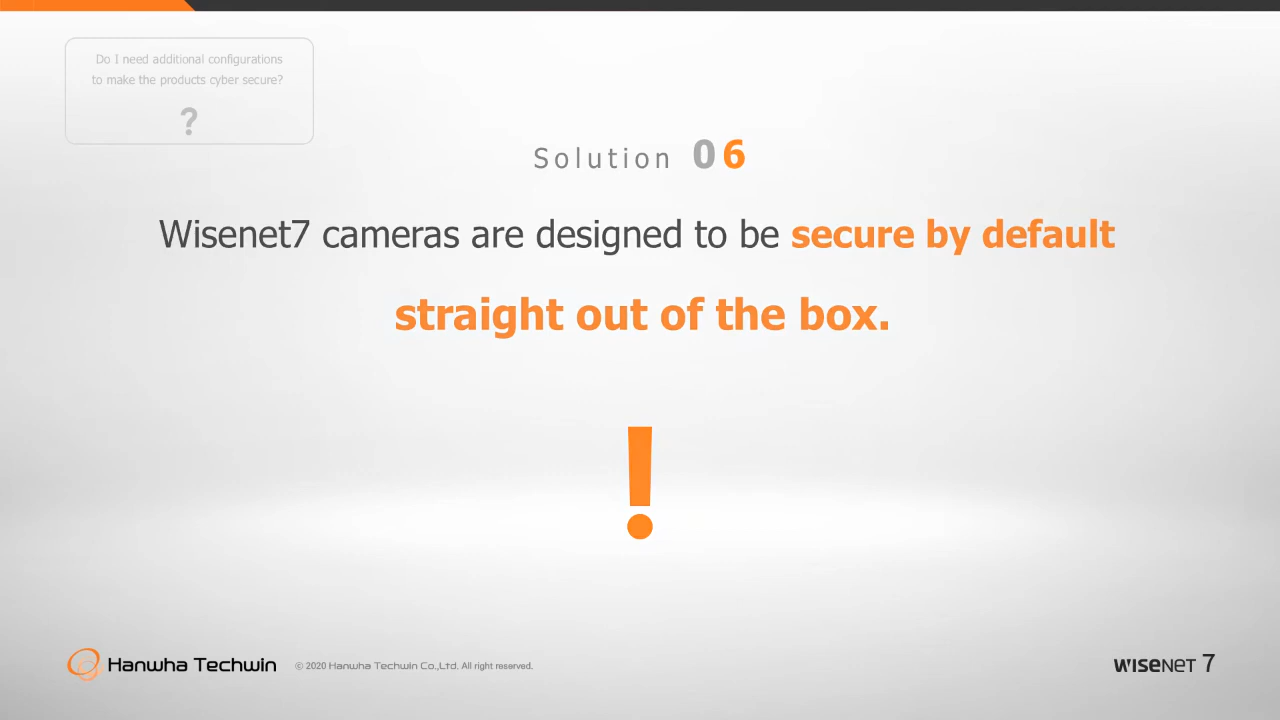 Do I need additional configurations
to make the products cyber secure?
?
Solution 06
Wisenet7 cameras are designed to be secure by default
straight out of the box.
!
Hanwha Techwin
© 2020 Hanwha Techwin Co.,Ltd. All right reserved.
WISENET 7